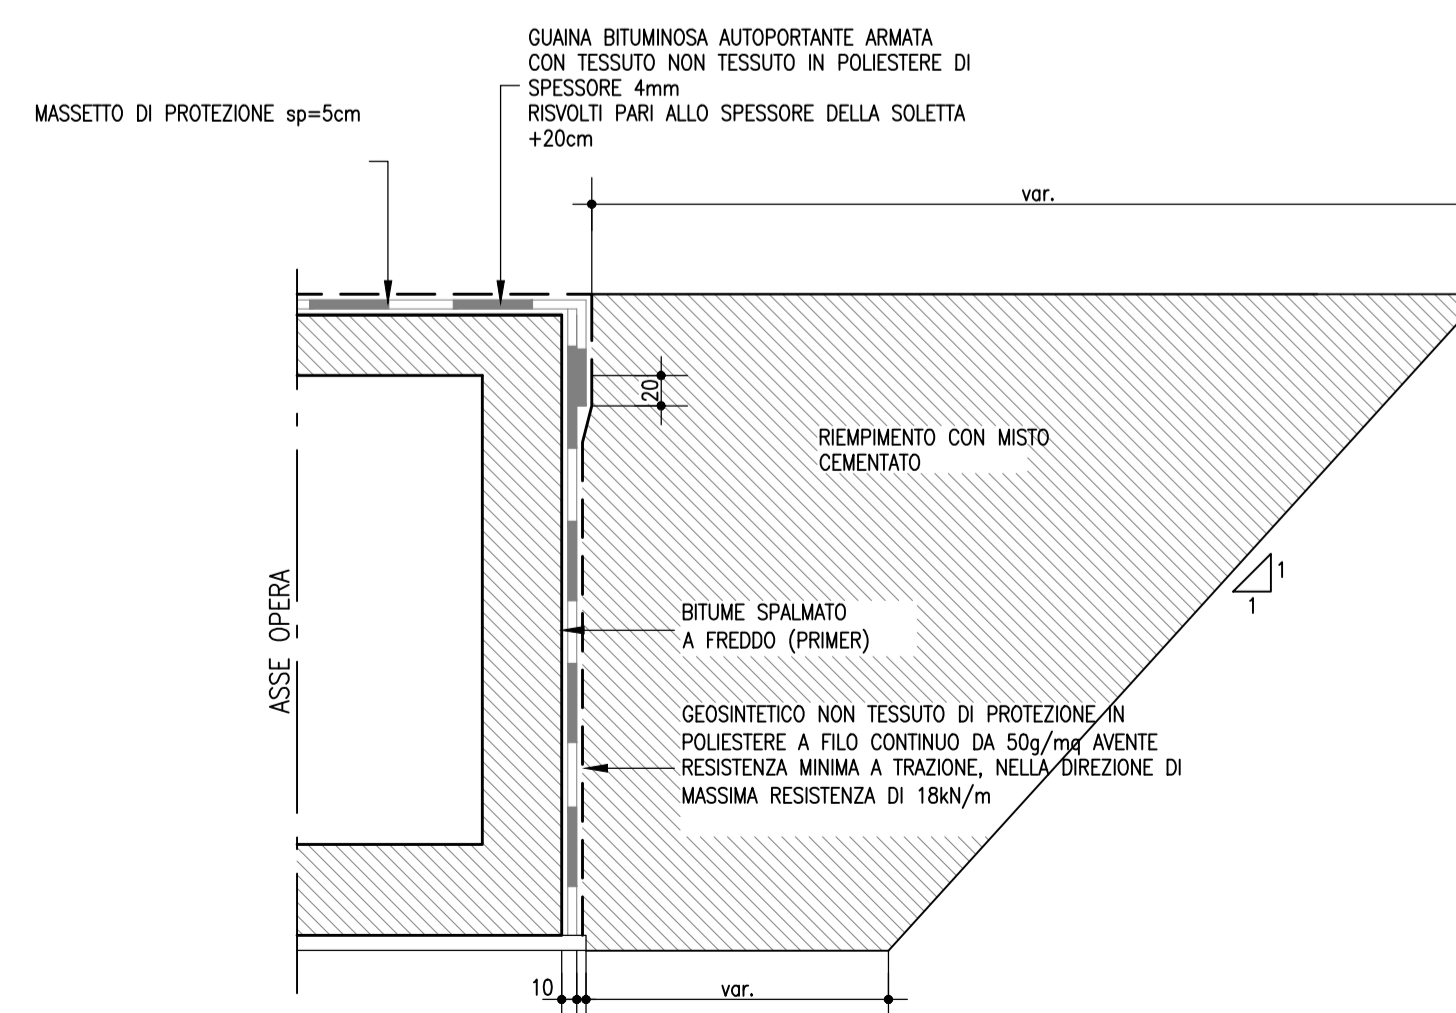 GUAINA BITUMINOSA AUTOPORTANTE ARMATA
CON TESSUTO NON TESSUTO IN POLIESTERE DI
SPESSORE 4mm
RISVOLTI PARI ALLO SPESSORE DELLA SOLETTA
+20cm
MASSETTO DI PROTEZIONE sp=5cm
var.
20
RIEMPIMENTO CON MISTO
CEMENTATO
1
1
ASSE OPERA
BITUME SPALMATO
A FREDDO (PRIMER)
GEOSINTETICO NON TESSUTO DI PROTEZIONE IN
POLIESTERE A FILO CONTINUO DA 50g/mq AVENTE
RESISTENZA MINIMA A TRAZIONE, NELLA DIREZIONE DI
MASSIMA RESISTENZA DI 18kN/m
10
var.